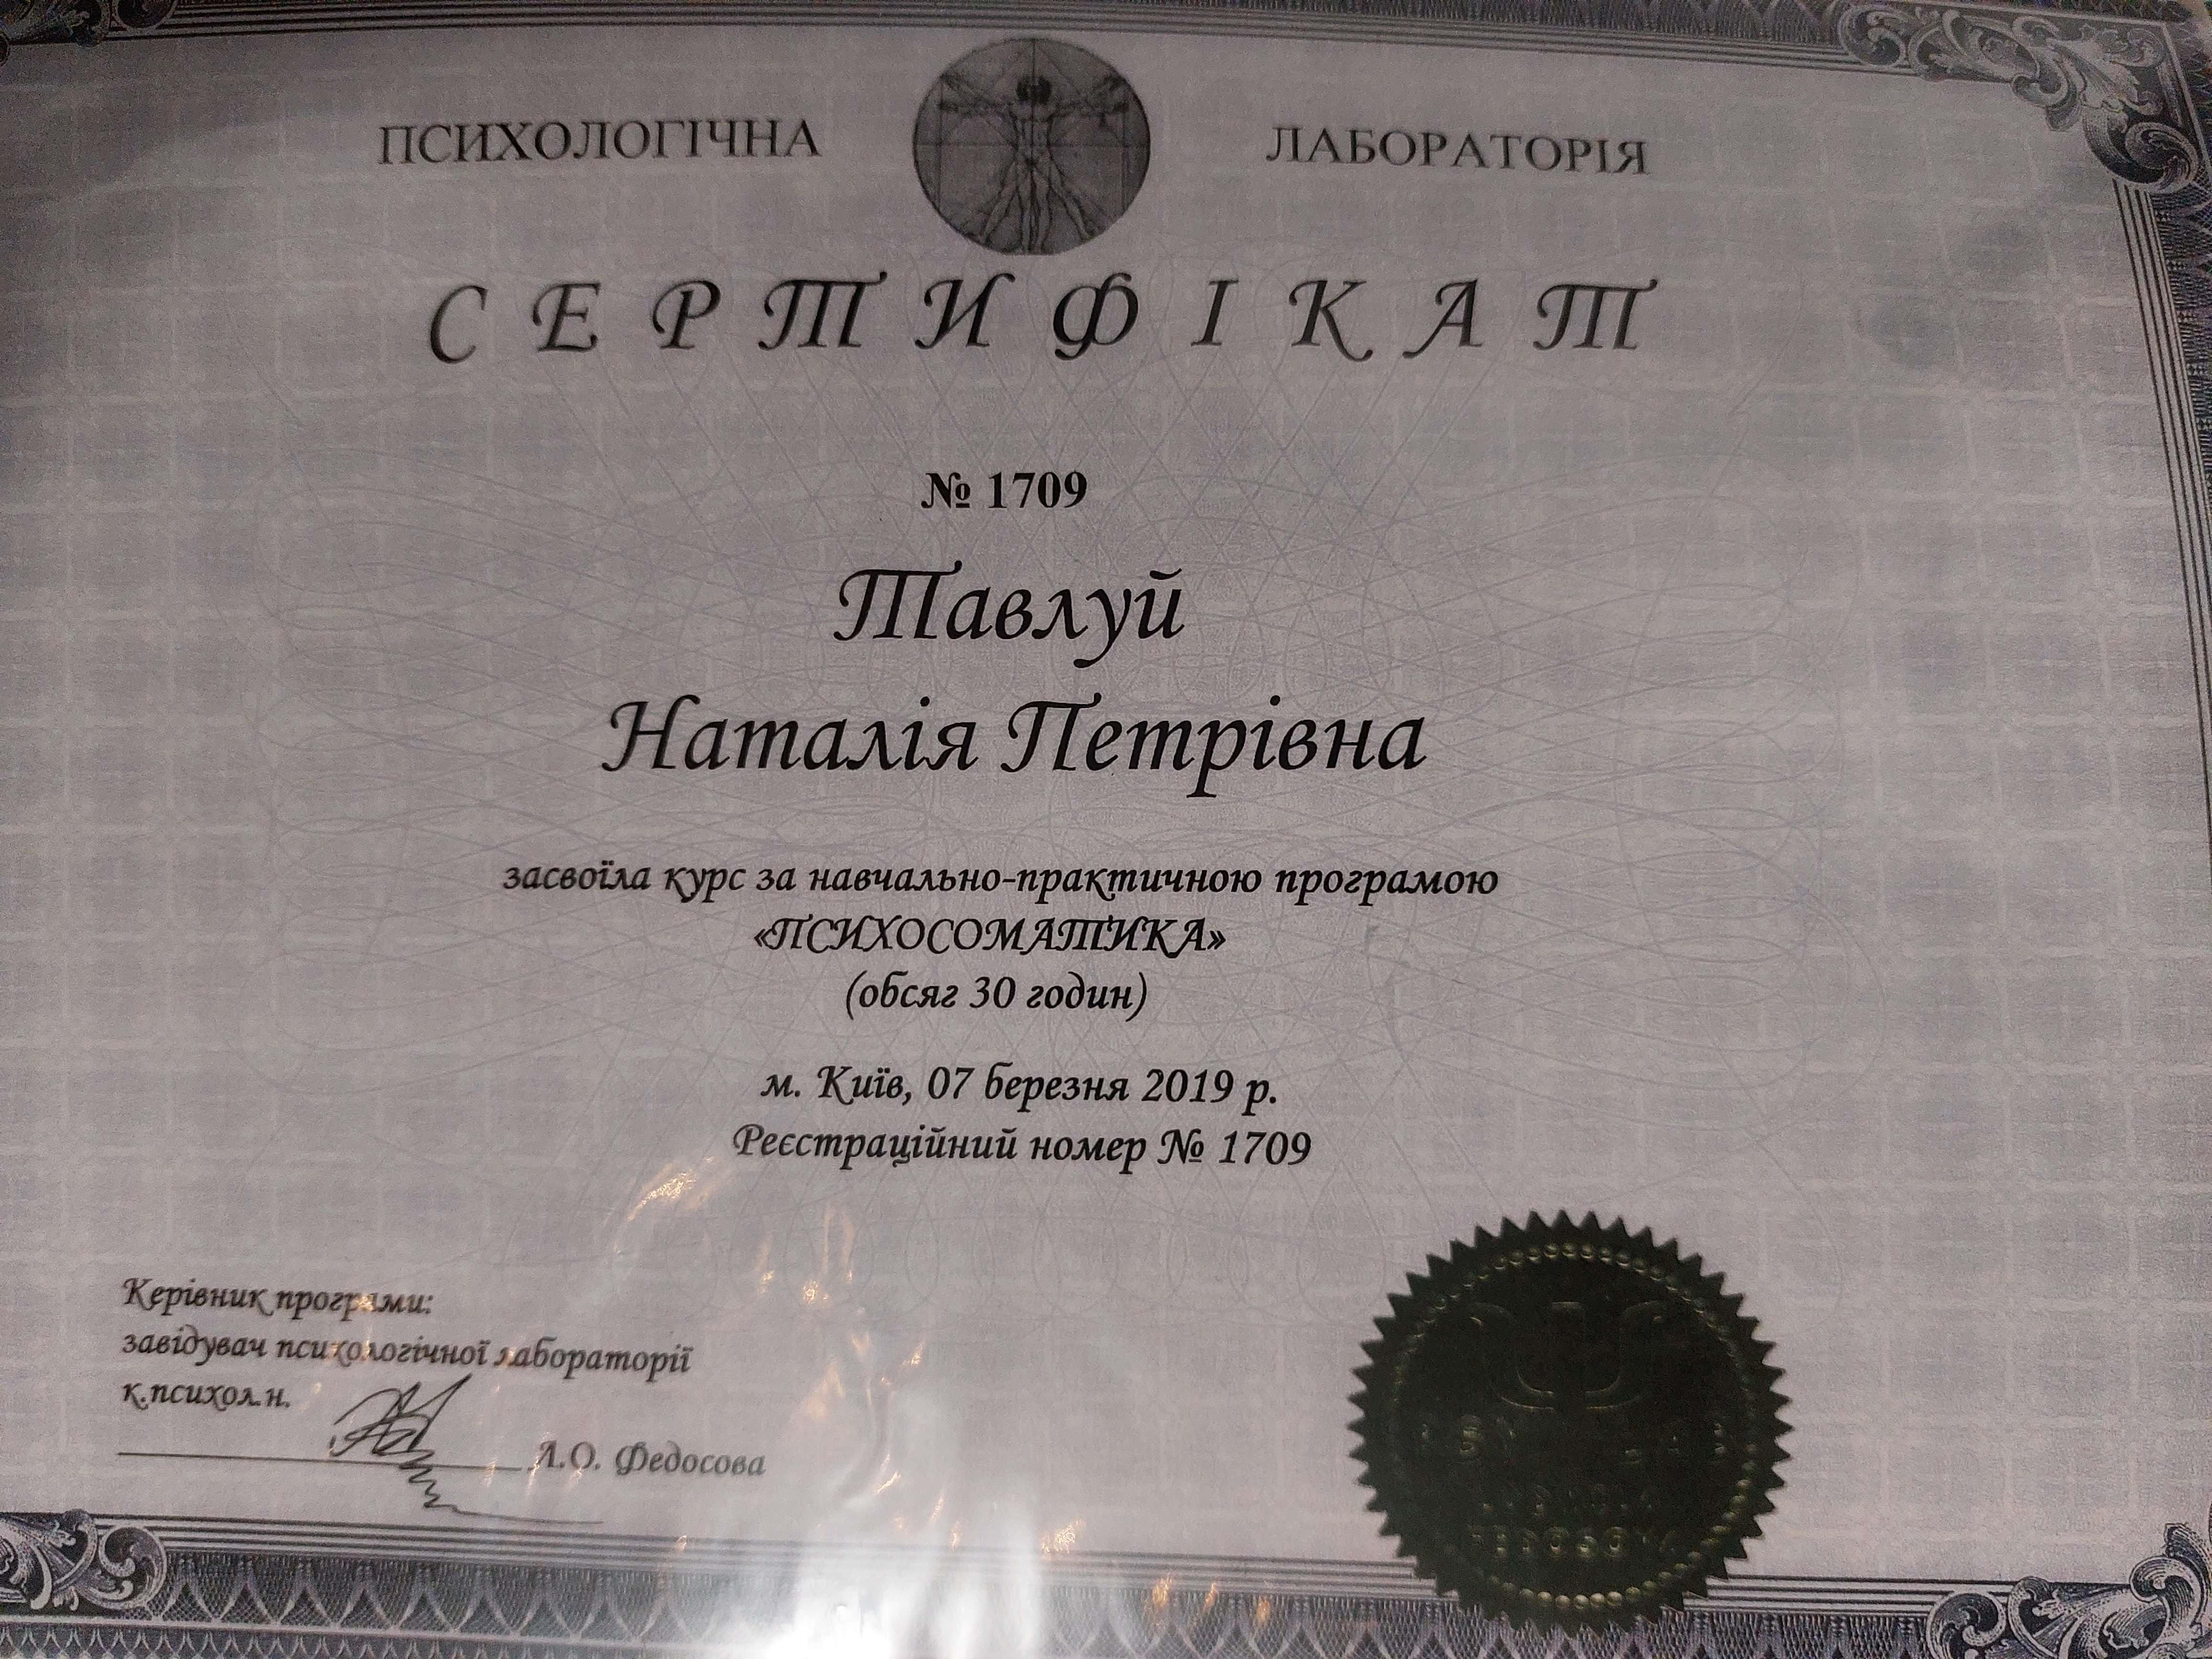 ПСИХОЛОГІЧНА ЛАБОРАТОРІЯ
СЕРТИФІКАТ
№ 1709
Тавлуй
Наталія Петрівна
засвоїла курс за навчально-практичною програмою
«ПСИХОСОМАТИКА»
(обсяг 30 годин)
м. Київ, 07 березня 2019 р.
Реєстраційний номер № 1709
Керівник програми:
завідувач психологічної лабораторії
к.психол.н.
Л.О. Федосова